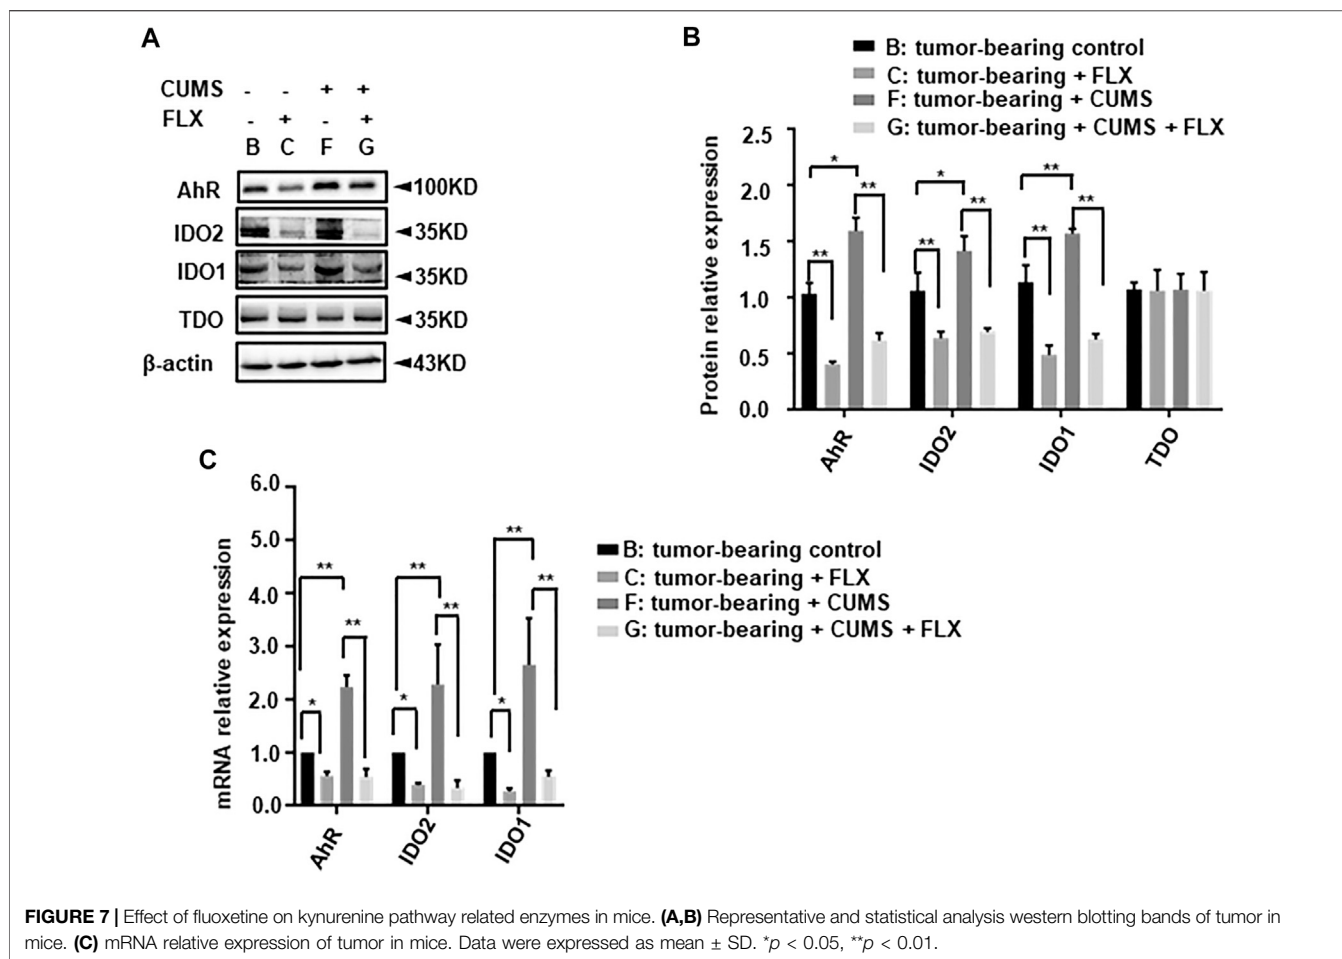 A
CUMS - - + +
FLX - + - +
B C F G
AhR ◄100KD
IDO2 ◄35KD
IDO1 ◄35KD
TDO ◄35KD
β-actin ◄43KD
B
B: tumor-bearing control
C: tumor-bearing + FLX
F: tumor-bearing + CUMS
G: tumor-bearing + CUMS + FLX
Protein relative expression
2.5
2.0
1.5
1.0
0.5
0.0
* ** **
* ** **
** ** **
AhR IDO2 IDO1 TDO
C
mRNA relative expression
6.0
5.0
4.0
3.0
2.0
1.0
0.0
** ** *
** ** *
** ** *
AhR IDO2 IDO1
B: tumor-bearing control
C: tumor-bearing + FLX
F: tumor-bearing + CUMS
G: tumor-bearing + CUMS + FLX
FIGURE 7 | Effect of fluoxetine on kynurenine pathway related enzymes in mice. (A,B) Representative and statistical analysis western blotting bands of tumor in
mice. (C) mRNA relative expression of tumor in mice. Data were expressed as mean ± SD. *p < 0.05, **p < 0.01.